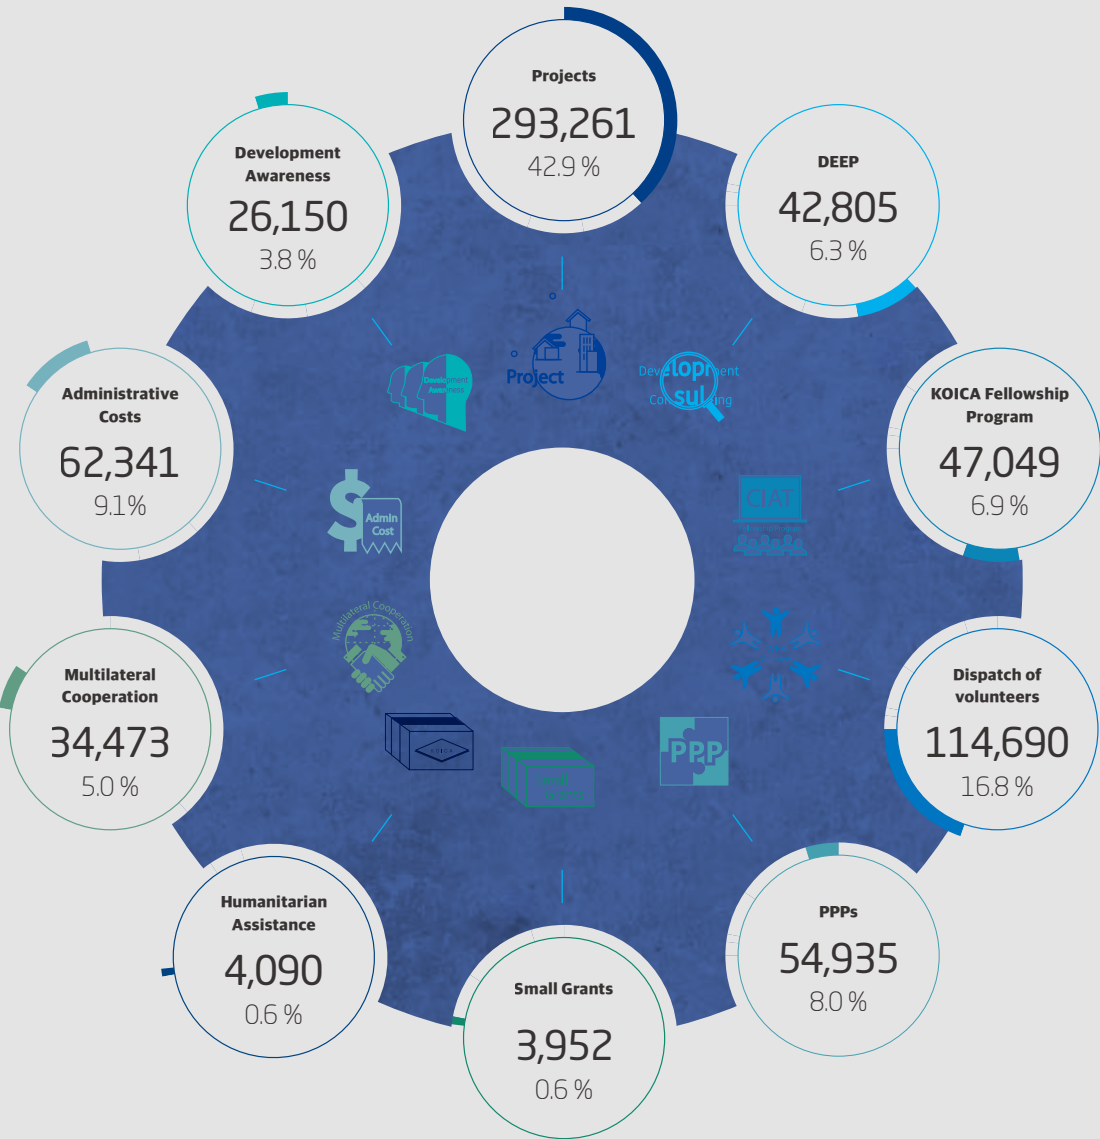 Projects
293,261
42.9 %
DEEP
42,805
6.3 %
KOICA Fellowship
Program
47,049
6.9 %
Dispatch of
volunteers
114,690
16.8 %
PPPs
54,935
8.0 %
Small Grants
3,952
0.6 %
Humanitarian
Assistance
4,090
0.6 %
Multilateral
Cooperation
34,473
5.0 %
Administrative
Costs
62,341
9.1%
Development
Awareness
26,150
3.8 %
Project
Development
Awareness
Admin
Cost
Multilateral Cooperation
KOICA
PPP
CIAT